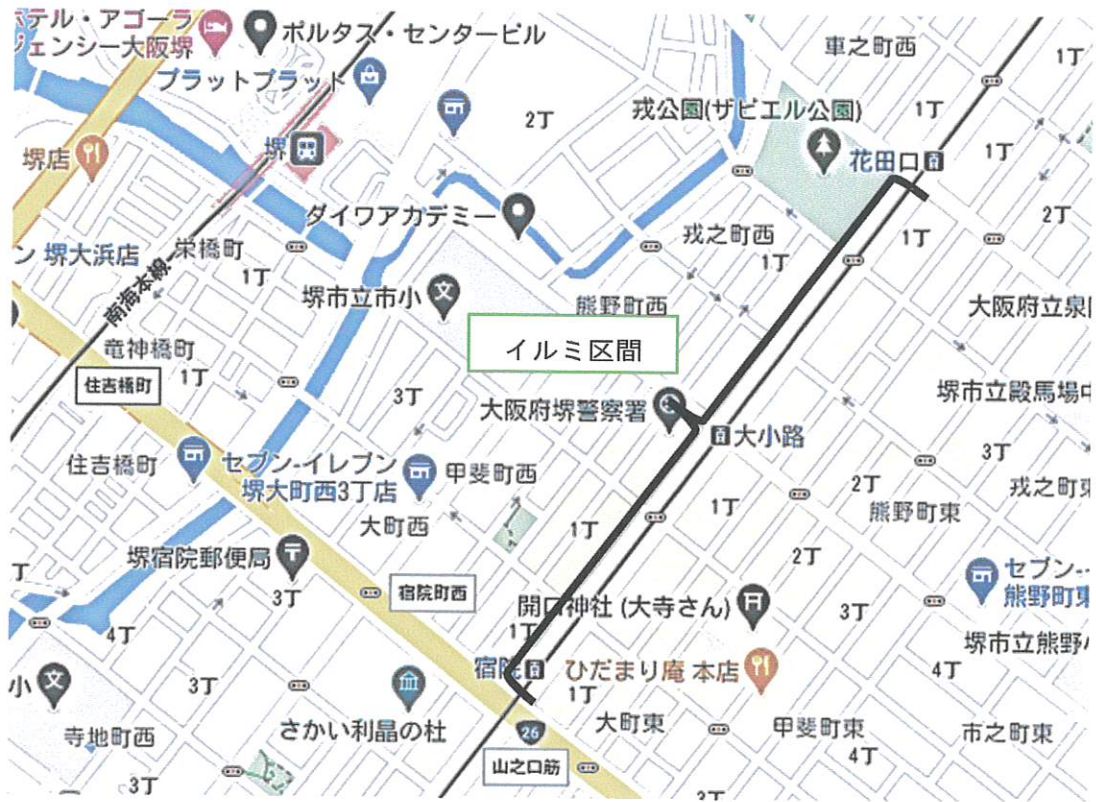 ホテル・アゴーラ
ジェンシー大阪堺
ポルタス・センタービル
プラットプラット
車之町西
1丁
2丁
戎公園(ザビエル公園)
1丁
堺
堺店
花田口
1丁
ダイワアカデミー
2丁
1丁
戎之町西
1丁
ン 堺大浜店
栄橋町
1丁
南海本線
堺市立市小
熊野町西
大阪府立泉
イルミ区間
竜神橋町
1丁
住吉橋町
3丁
大阪府堺警察署
堺市立殿馬場中
大小路
3丁
住吉橋町
セブン-イレブン
堺大町西3丁店
甲斐町西
2丁
戎之町東
1丁
熊野町東
大町西
1丁
2丁
堺宿院郵便局
セブン-
熊野町東
丁
3丁
宿院町西
開口神社 (大寺さん)
3丁
4丁
1丁
堺市立熊野小
宿院
ひだまり庵 本店
4丁
小
3丁
1丁
さかい利晶の杜
大町東
甲斐町東
市之町東
寺地町西
26
4丁
山之口筋
3丁
3丁